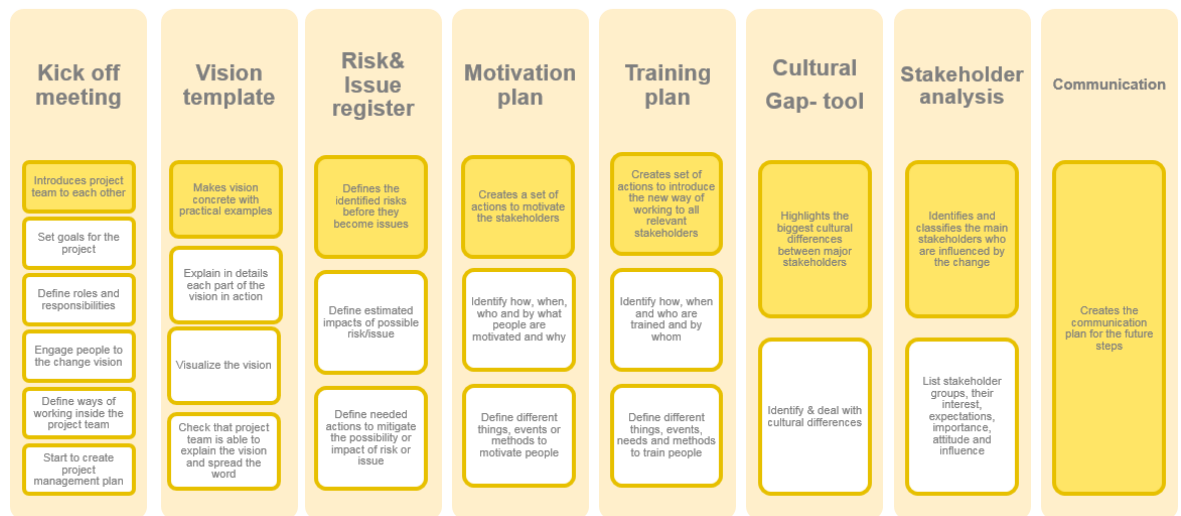 Kick off
meeting
Introduces project
team to each other
Set goals for the
project
Define roles and
responsibilities
Engage people to
the change vision
Define ways of
working inside the
project team
Start to create
project
management plan
Vision
template
Makes vision
concrete with
practical examples
Explain in details
each part of the
vision in action
Visualize the vision
Check that project
team is able to
explain the vision
and spread the
word
Risk&
Issue
register
Defines the
identified risks
before they
become issues
Define estimated
impacts of possible
risk/issue
Define needed
actions to mitigate
the possibility or
impact of risk or
issue
Motivation
plan
Creates a set of
actions to motivate
the stakeholders
Identify how, when,
who and by what
people are
motivated and why
Define different
things, events or
methods to
motivate people
Training
plan
Creates set of
actions to introduce
the new way of
working to all
relevant
stakeholders
Identify how, when
and who are
trained and by
whom
Define different
things, events,
needs and methods
to train people
Cultural
Gap- tool
Highlights the
biggest cultural
differences
between major
stakeholders
Identify & deal with
cultural differences
Stakeholder
analysis
Identifies and
classifies the main
stakeholders who
are influenced by
the change
List stakeholder
groups, their
interest,
expectations,
importance,
attitude and
influence
Communication
Creates the
communication
plan for the future
steps